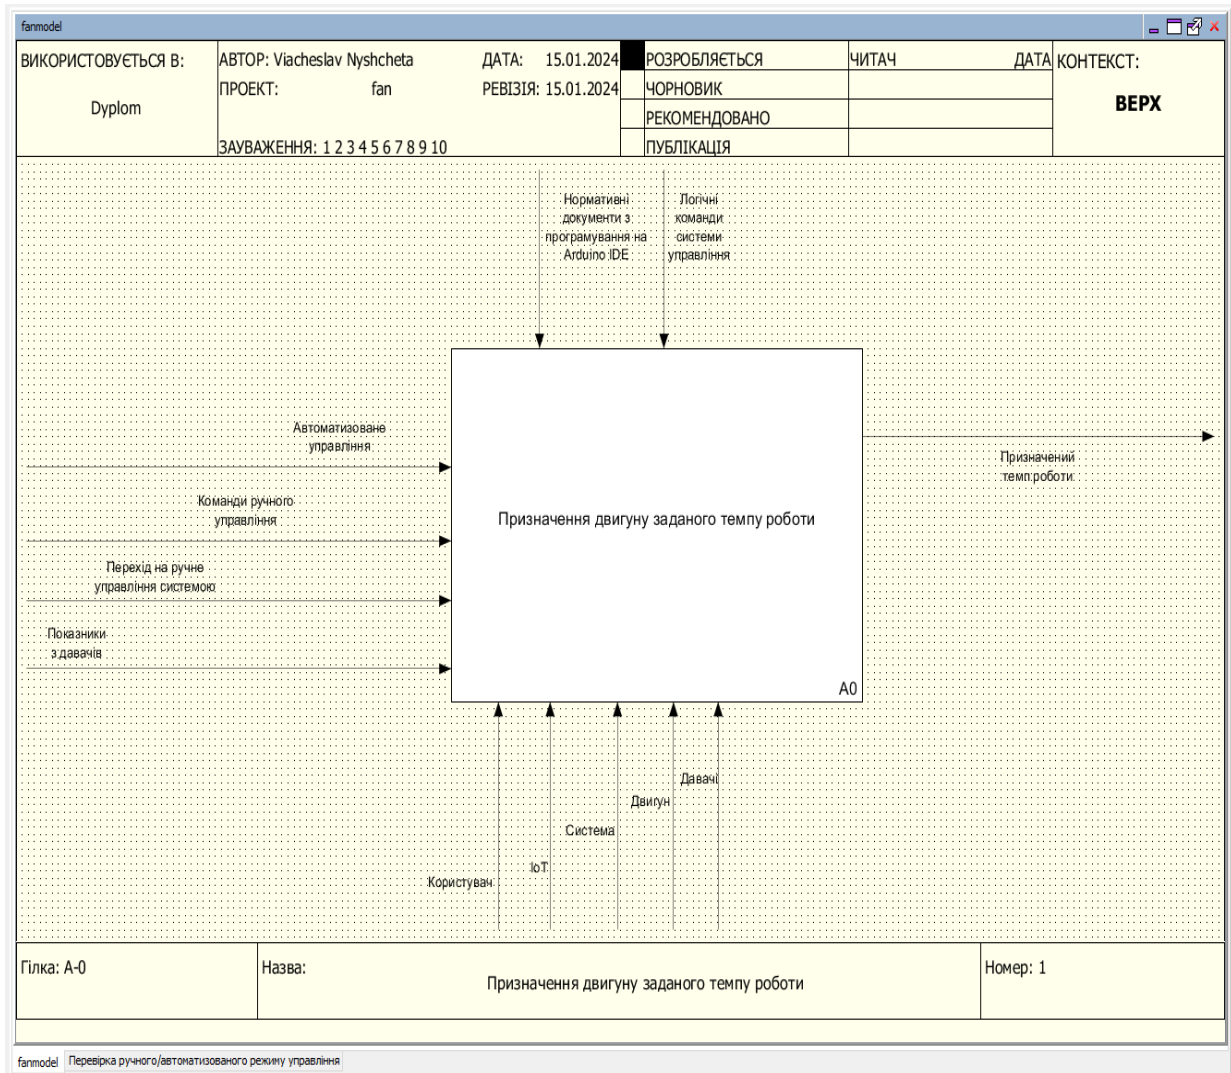 fanmodel
ВИКОРИСТОВУЄТЬСЯ В:
Dyplom
АВТОР: Viacheslav Nyshcheta
ДАТА: 15.01.2024
ПРОЕКТ: fan
РЕВІЗІЯ: 15.01.2024
ЗАУВАЖЕННЯ: 1 2 3 4 5 6 7 8 9 10
РОЗРОБЛЯЄТЬСЯ
ЧОРНОВИК
РЕКОМЕНДОВАНО
ПУБЛІКАЦІЯ
ЧИТАЧ
ДАТА
КОНТЕКСТ:
ВЕРХ
Нормативні
документи з
програмування на
Arduino IDE
Логічні
команди
системи
управління
Автоматизоване
управління
Команди ручного
управління
Перехід на ручне
управління системою
Показники
з давачів
Призначення двигуну заданого темпу роботи
A0
Призначений
темп роботи
Давачі
Двигун
Система
IoT
Користувач
Гілка: A-0
Назва:
Призначення двигуну заданого темпу роботи
Номер: 1
fanmodel
Перевірка ручного/автоматизованого режиму управління